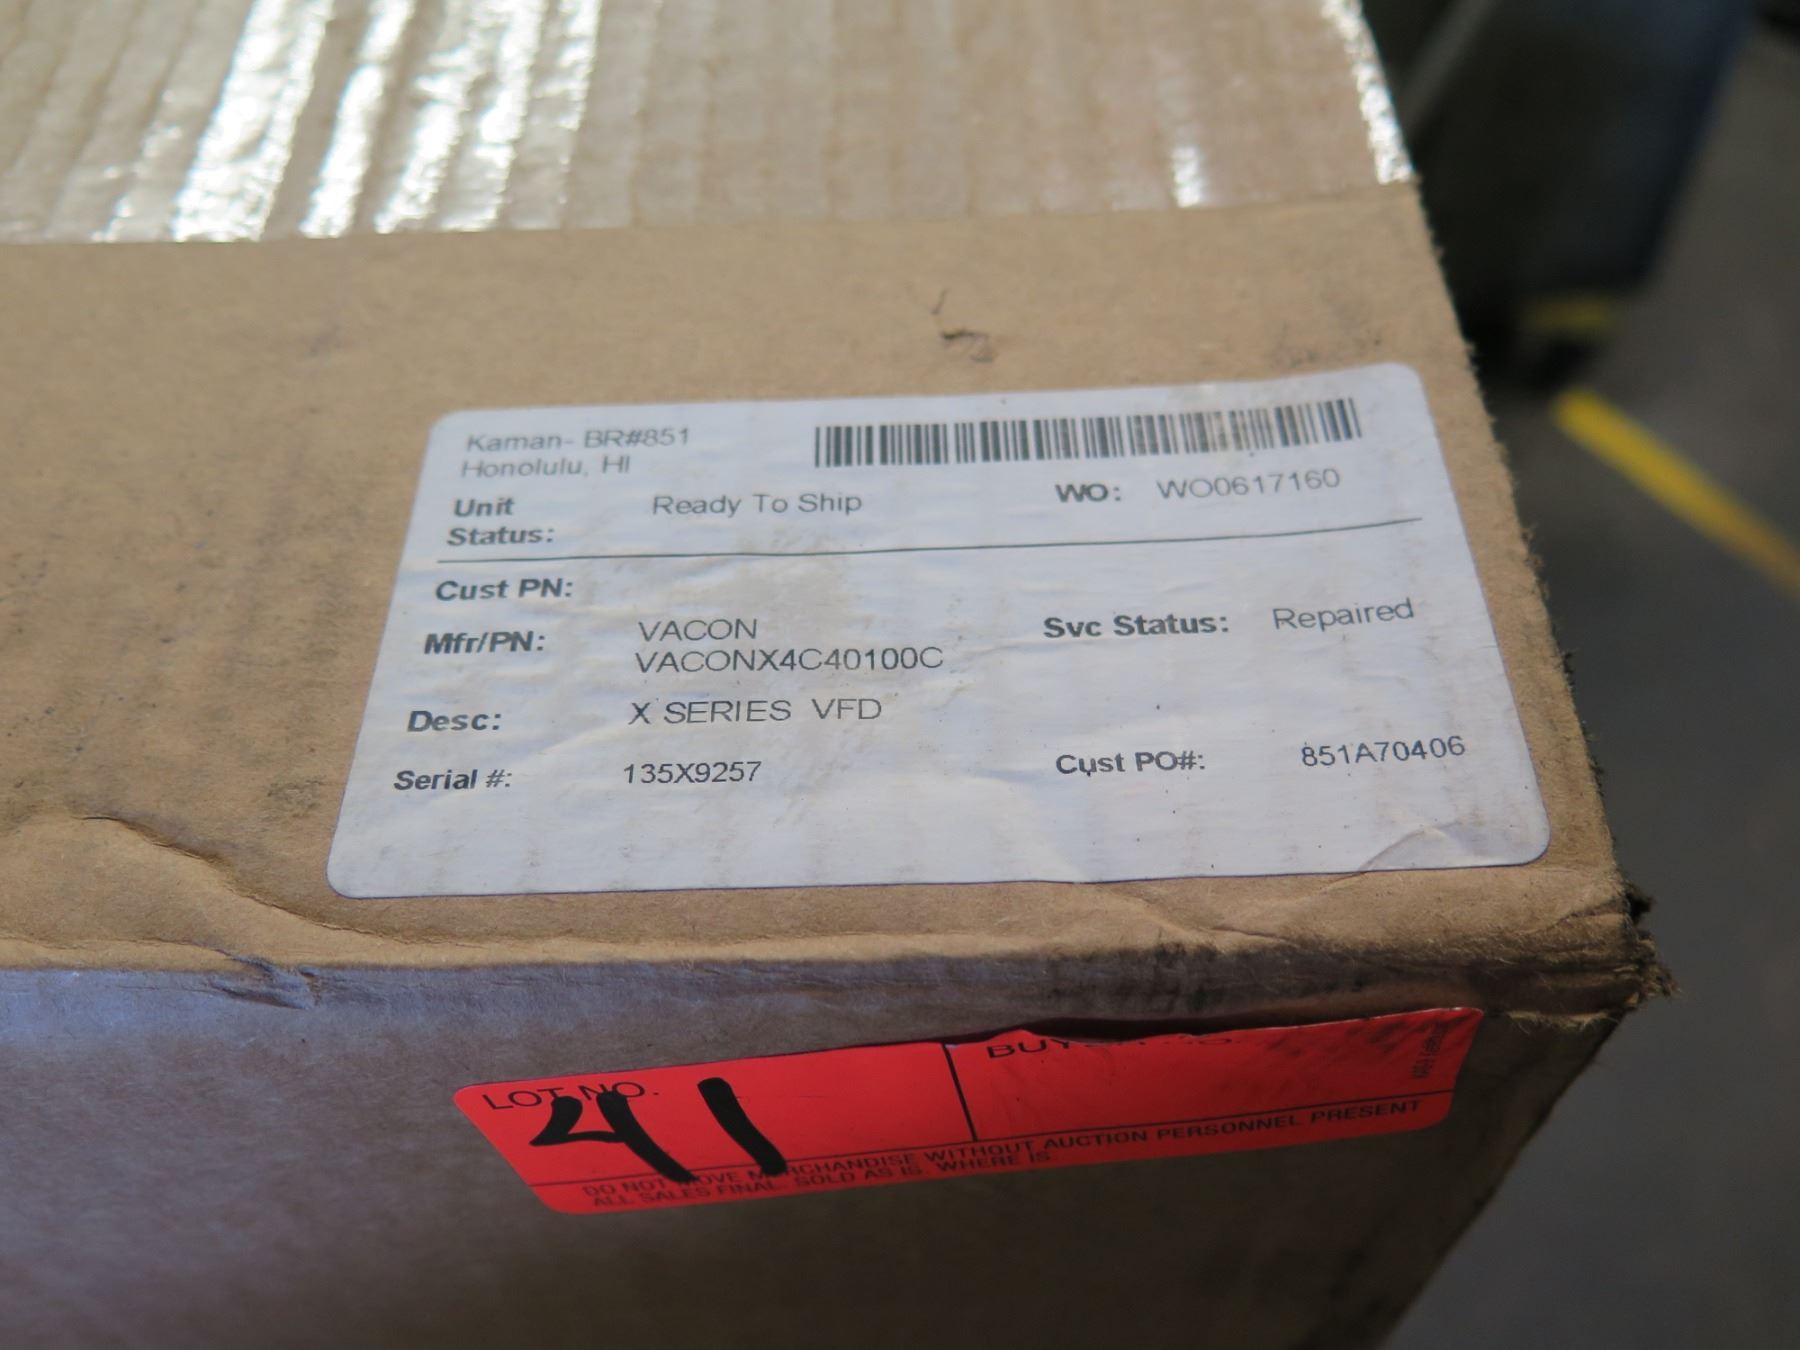 Kaman- BR#851
Honolulu, HI
Unit Status: Ready To Ship WO: WO0617160
Cust PN:
Mfr/PN: VACON
VACONX4C40100C
Svc Status: Repaired
Desc: X SERIES VFD
Serial #: 135X9257 Cust PO#: 851A70406
LOT NO.
41
DO NOT MOVE MERCHANDISE WITHOUT AUCTION PERSONNEL PRESENT
ALL SALES FINAL. SOLD AS IS. WHERE IS